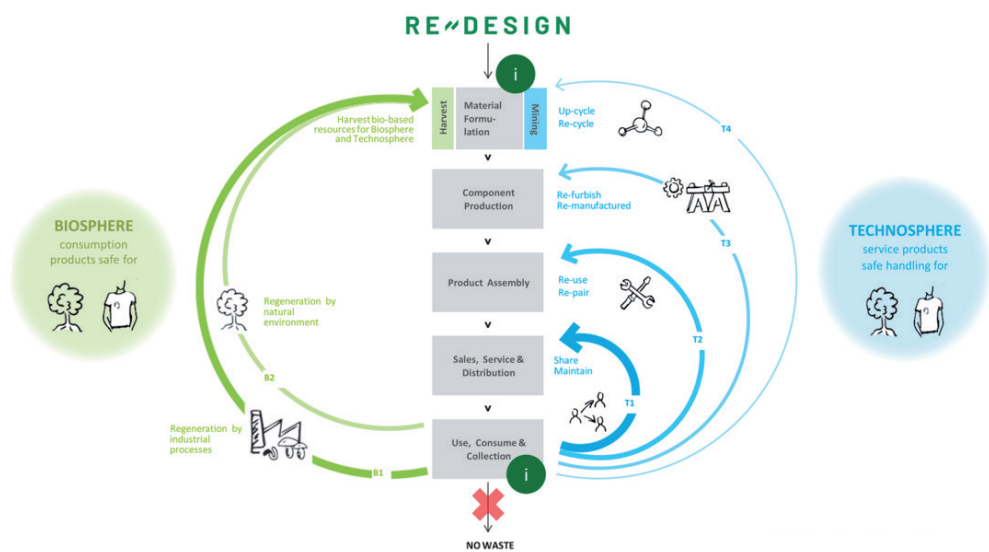 RE DESIGN
i
Harvest
Material
Formu-
lation
Mining
Harvest bio-based
resources for Biosphere
and Technosphere
Up-cycle
Re-cycle
T4
Component
Production
Re-furbish
Re-manufactured
T3
BIOSPHERE
consumption
products safe for
TECHNOSPHERE
service products
safe handling for
Product Assembly
Re-use
Re-pair
Regeneration by
natural
environment
T2
Sales, Service &
Distribution
Share
Maintain
B2
T1
Regeneration by
industrial
processes
Use, Consume &
Collection
B1
i
NO WASTE